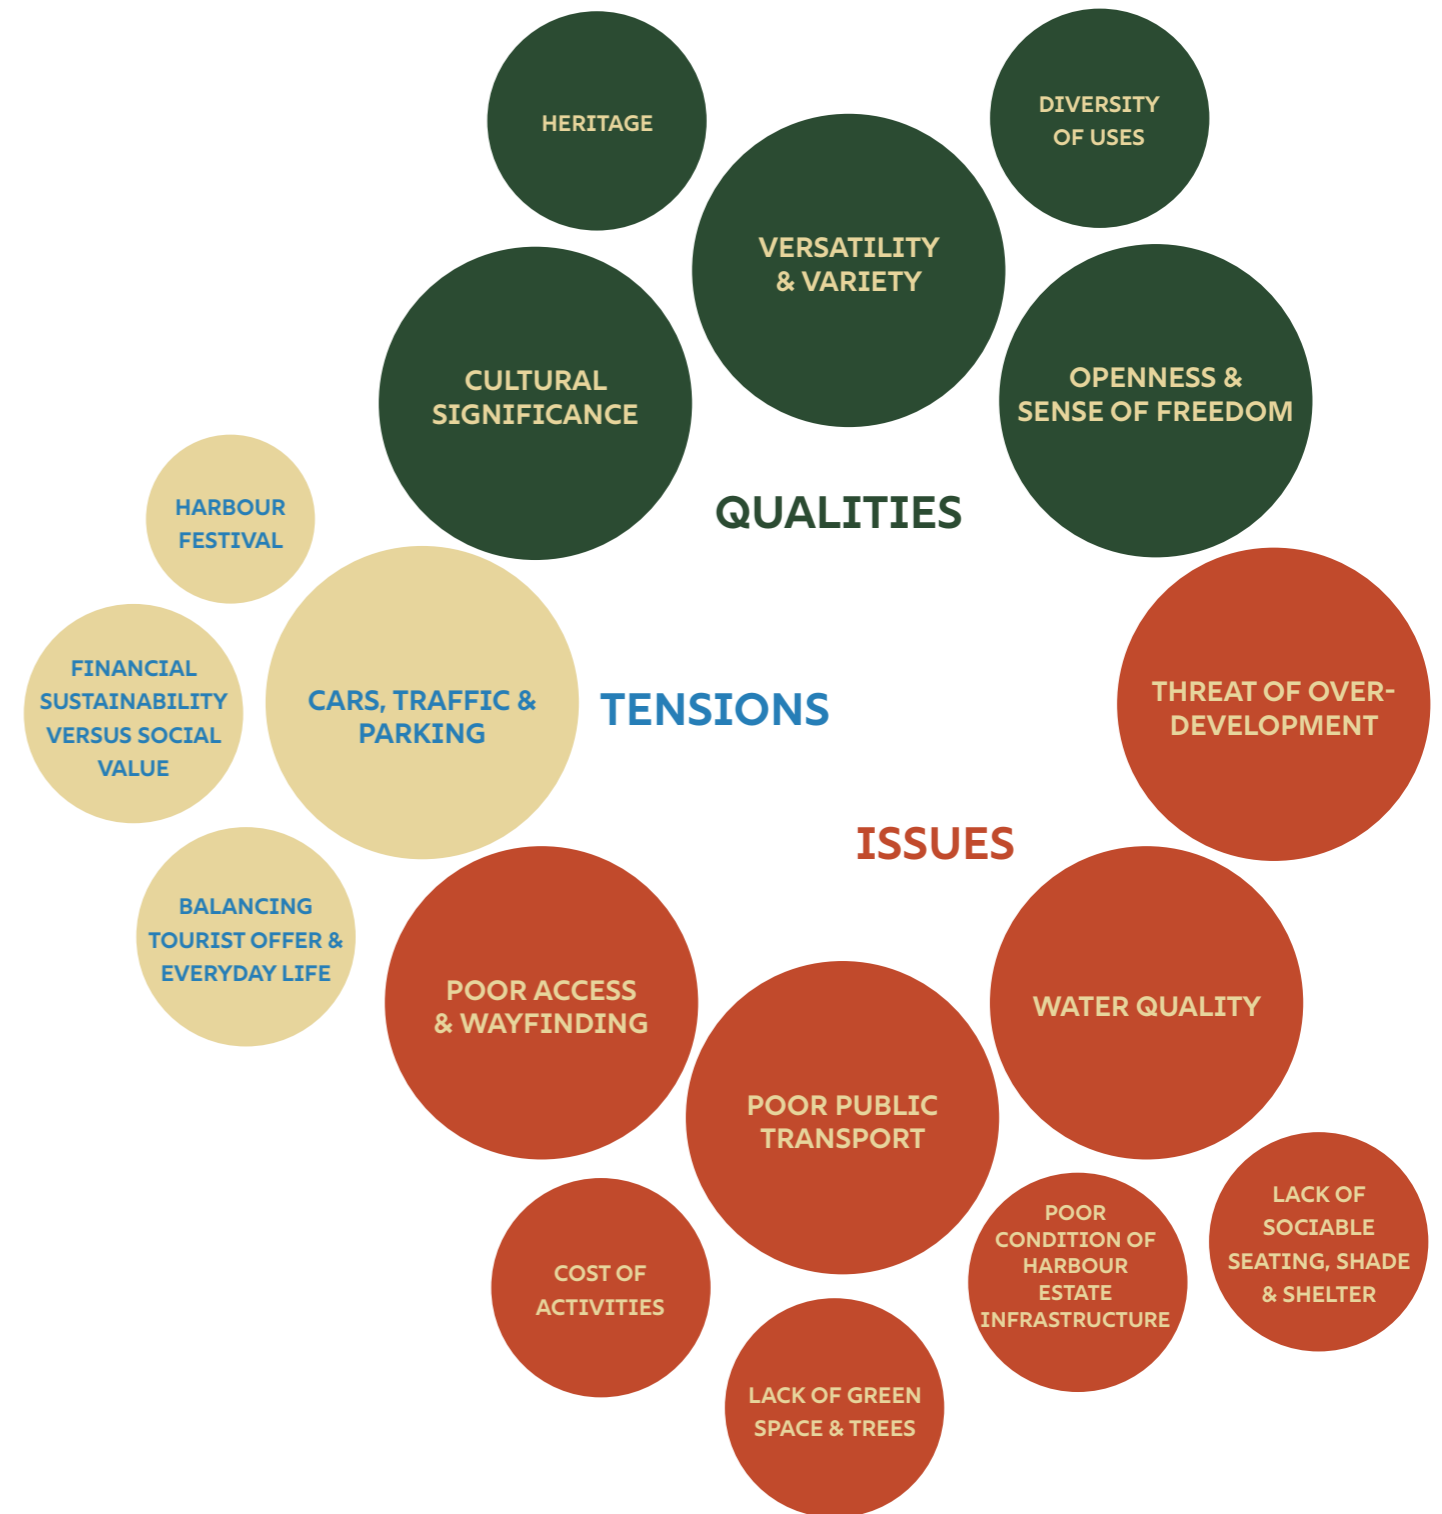 HERITAGE
DIVERSITY
OF USES
VERSATILITY
& VARIETY
CULTURAL
SIGNIFICANCE
OPENNESS &
SENSE OF FREEDOM
QUALITIES
HARBOUR
FESTIVAL
FINANCIAL
SUSTAINABILITY
VERSUS SOCIAL
VALUE
CARS, TRAFFIC &
PARKING
TENSIONS
THREAT OF OVER-
DEVELOPMENT
ISSUES
BALANCING
TOURIST OFFER &
EVERYDAY LIFE
POOR ACCESS
& WAYFINDING
WATER QUALITY
POOR PUBLIC
TRANSPORT
COST OF
ACTIVITIES
POOR
CONDITION OF
HARBOUR
ESTATE
INFRASTRUCTURE
LACK OF
SOCIABLE
SEATING, SHADE
& SHELTER
LACK OF GREEN
SPACE & TREES